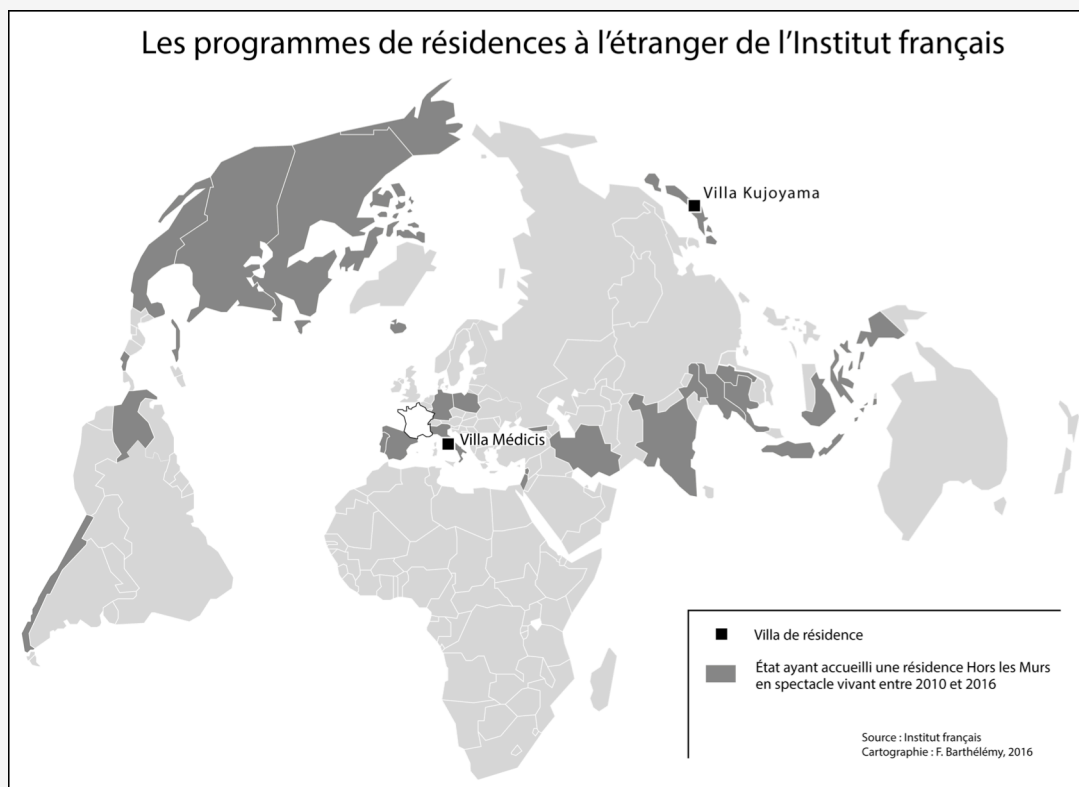 Les programmes de résidences à l'étranger de l'Institut français
Villa Kujoyama
Villa Médicis
Villa de résidence
État ayant accueilli une résidence Hors les Murs
en spectacle vivant entre 2010 et 2016
Source : Institut français
Cartographie : F. Barthélémy, 2016